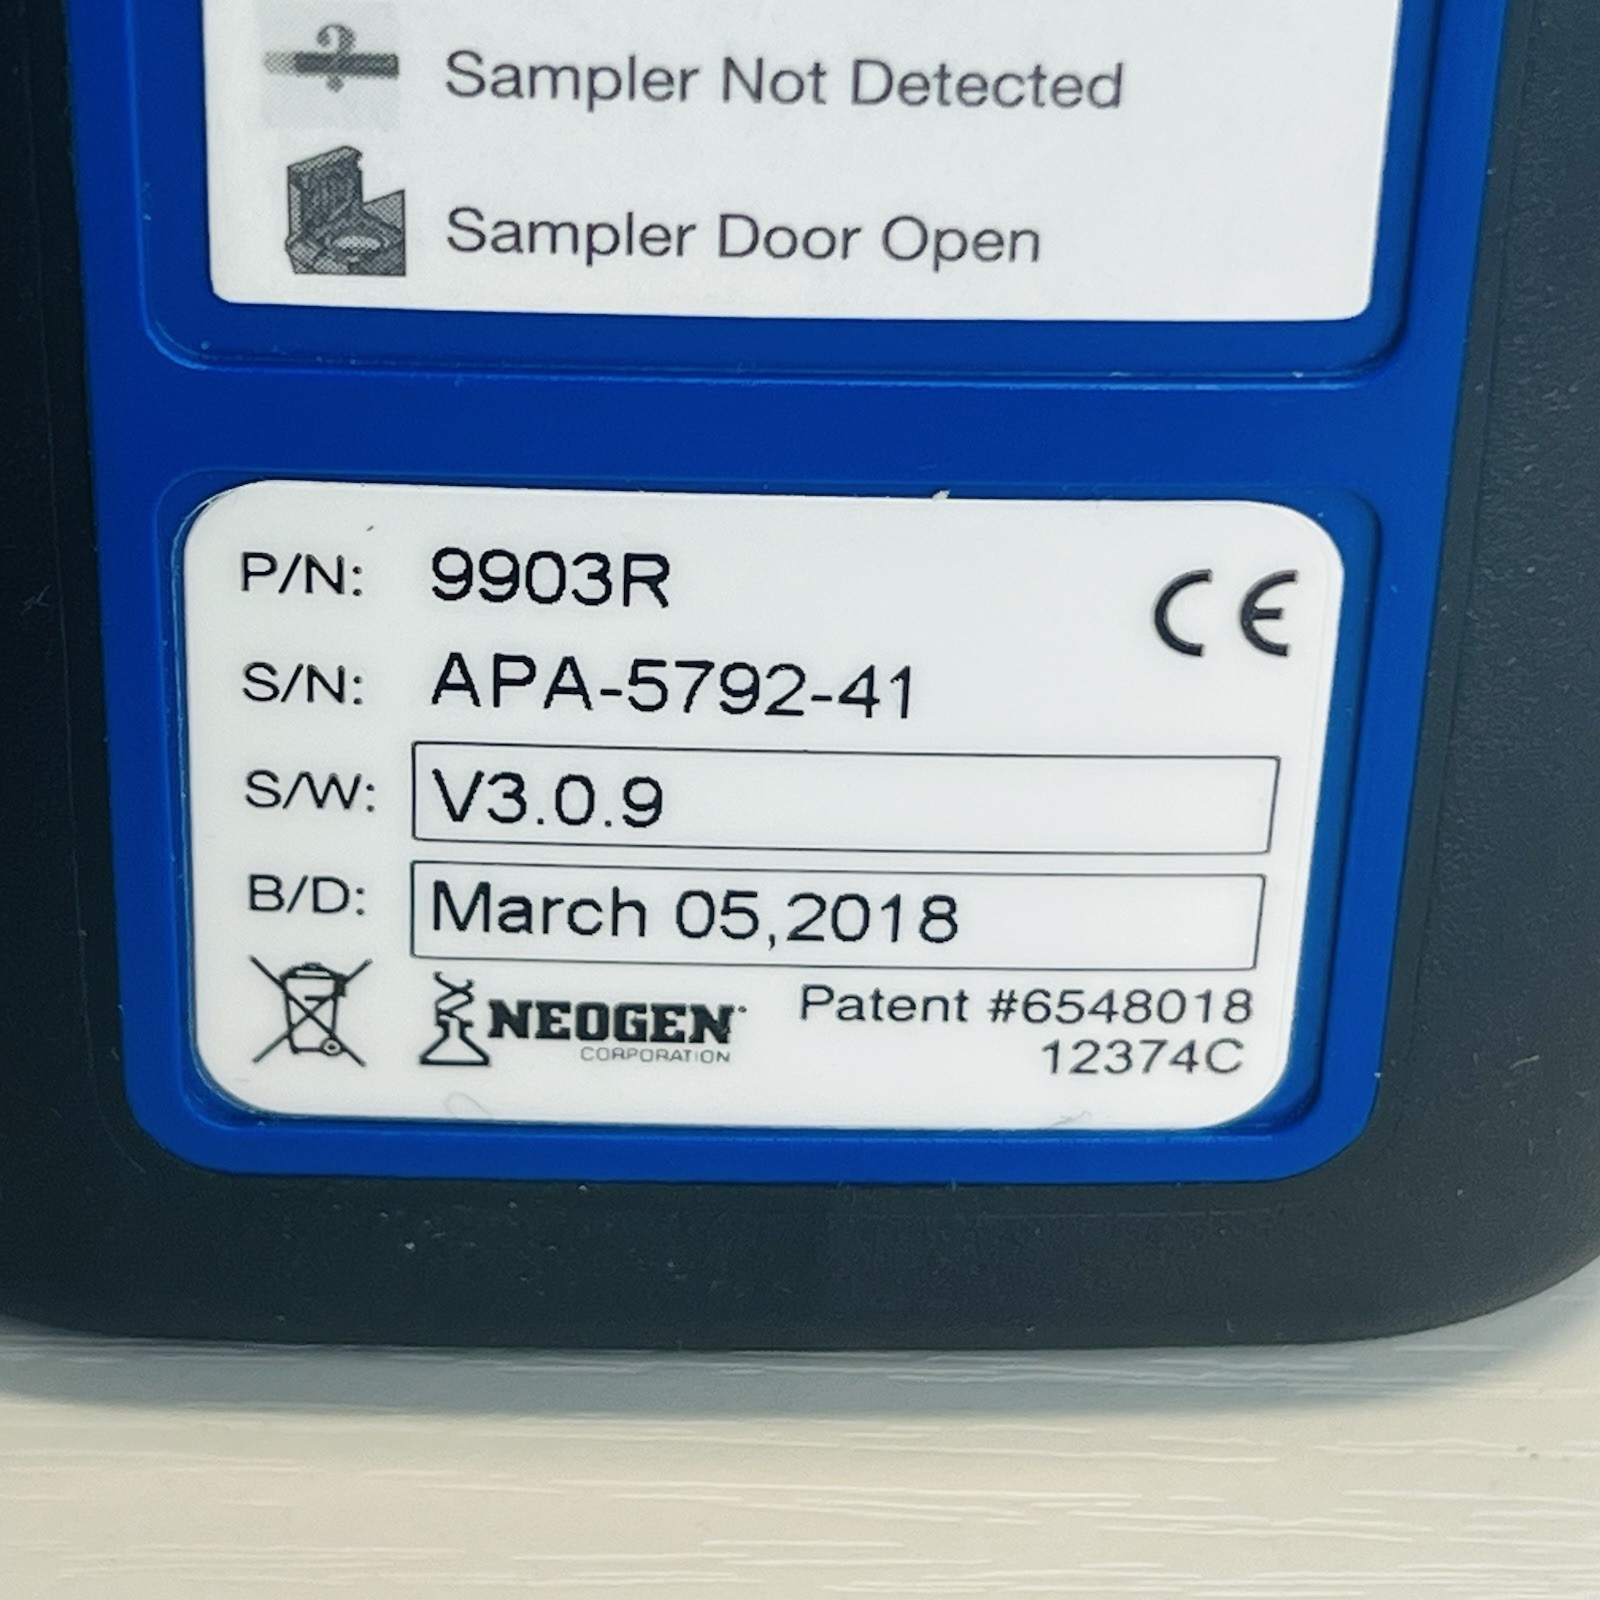 Sampler Not Detected
Sampler Door Open
P/N: 9903R
CE
S/N: APA-5792-41
S/W: V3.0.9
B/D: March 05,2018
NEOGEN
CORPORATION
Patent #6548018
12374C